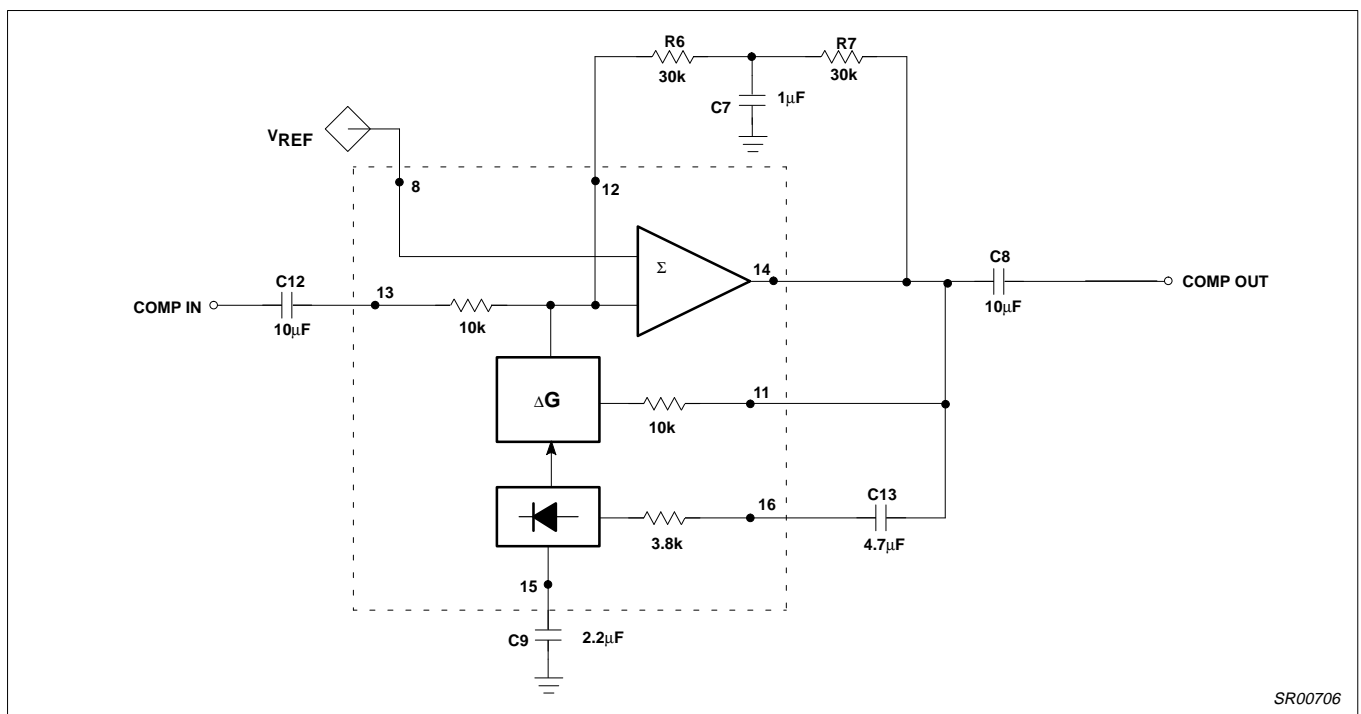 R6
30k
R7
30k
C7
1μF
VREF
8
12
Σ
14
C8
10μF
COMP OUT
COMP IN
C12
10μF
13
10k
ΔG
11
10k
16
3.8k
C13
4.7μF
15
C9
2.2μF
SR00706